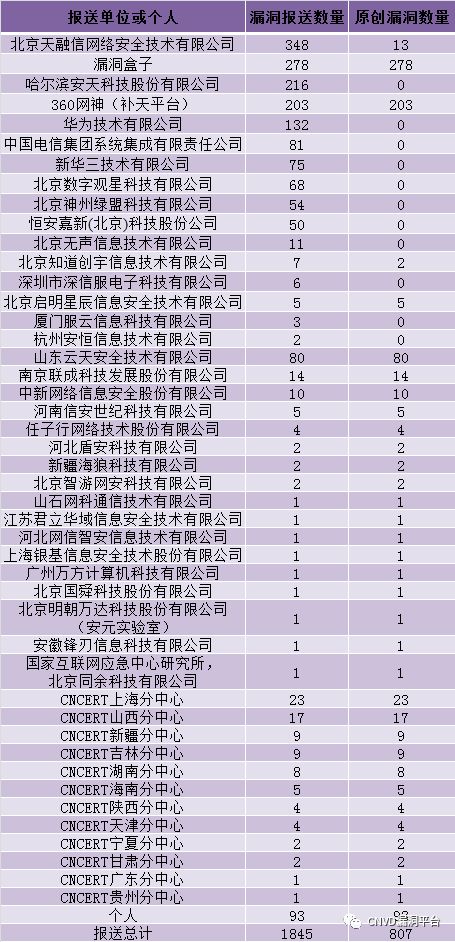 报送单位或个人 漏洞报送数量 原创漏洞数量
北京天融信网络安全技术有限公司 348 13
漏洞盒子 278 278
哈尔滨安天科技股份有限公司 216 0
360网神（补天平台） 203 203
华为技术有限公司 132 0
中国电信集团系统集成有限责任公司 81 0
新华三技术有限公司 75 0
北京数字观星科技有限公司 68 0
北京神州绿盟科技有限公司 54 0
恒安嘉新(北京)科技股份公司 50 0
北京无声信息技术有限公司 11 0
北京知道创宇信息技术有限公司 7 2
深圳市深信服电子科技有限公司 6 0
北京启明星辰信息安全技术有限公司 5 5
厦门服云信息科技有限公司 3 0
杭州安恒信息技术有限公司 2 0
山东云天安全技术有限公司 80 80
南京联成科技发展股份有限公司 14 14
中新网络信息安全股份有限公司 10 10
河南信安世纪科技有限公司 5 5
任子行网络技术股份有限公司 4 4
河北盾安科技有限公司 2 2
新疆海狼科技有限公司 2 2
北京智游网安科技有限公司 2 2
山石网科通信技术有限公司 1 1
江苏君立华域信息安全技术有限公司 1 1
河北网信智安信息技术有限公司 1 1
上海银基信息安全技术股份有限公司 1 1
广州万方计算机科技有限公司 1 1
北京国舜科技股份有限公司 1 1
北京明朝万达科技股份有限公司
（安元实验室） 1 1
安徽锋刃信息科技有限公司 1 1
国家互联网应急中心研究所，
北京同余科技有限公司 1 1
CNCERT上海分中心 23 23
CNCERT山西分中心 17 17
CNCERT新疆分中心 9 9
CNCERT吉林分中心 9 9
CNCERT湖南分中心 8 8
CNCERT海南分中心 5 5
CNCERT陕西分中心 4 4
CNCERT天津分中心 4 4
CNCERT宁夏分中心 2 2
CNCERT甘肃分中心 2 2
CNCERT广东分中心 1 1
CNCERT贵州分中心 1 1
个人 93
CNVD漏洞平台
报送总计 1845 807